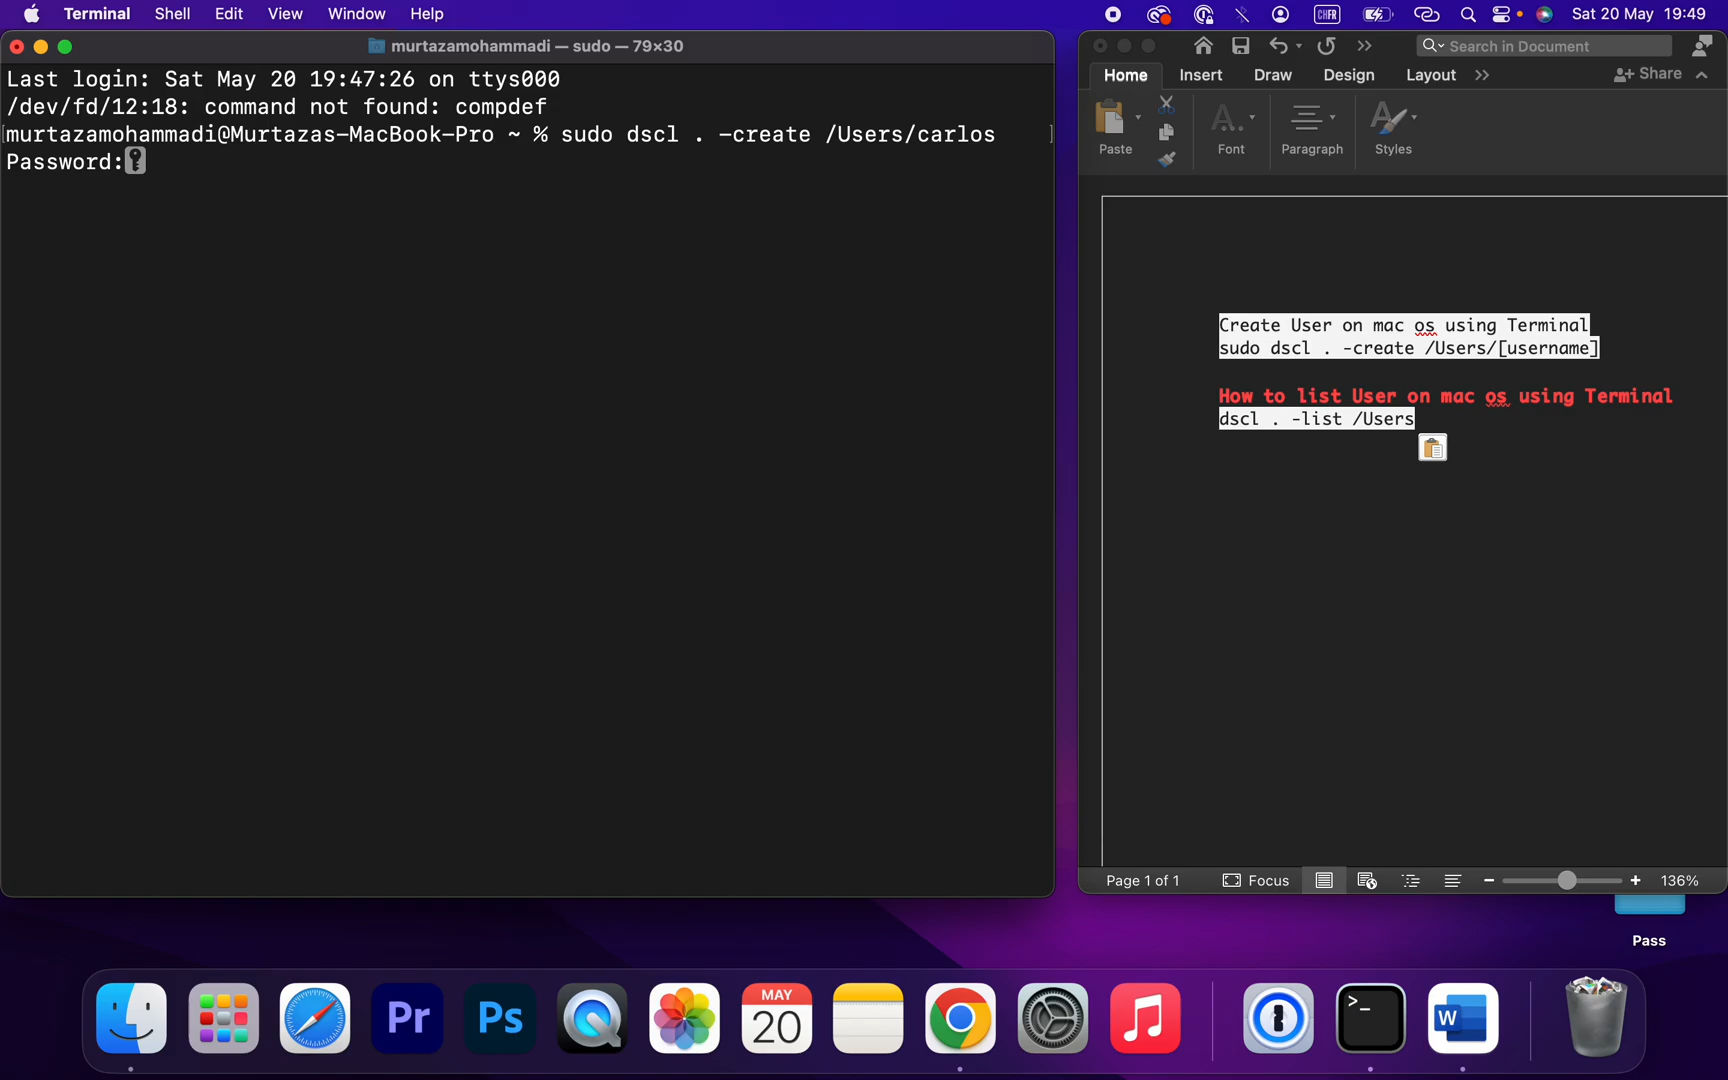 Terminal Shell Edit View Window Help
CHFR
Sat 20 May 19:49
murtazamohammadi — sudo — 79×30
Last login: Sat May 20 19:47:26 on ttys000
/dev/fd/12:18: command not found: compdef
[murtazamohammadi@Murtazas-MacBook-Pro ~ % sudo dscl . -create /Users/carlos ]
Password:
Search in Document
Home Insert Draw Design Layout >> Share
Paste Font Paragraph Styles
Create User on mac os using Terminal
sudo dscl . -create /Users/[username]
How to list User on mac os using Terminal
dscl . -list /Users
Page 1 of 1 Focus 136%
Pass
Pr
Ps
MAY
20
>_
W